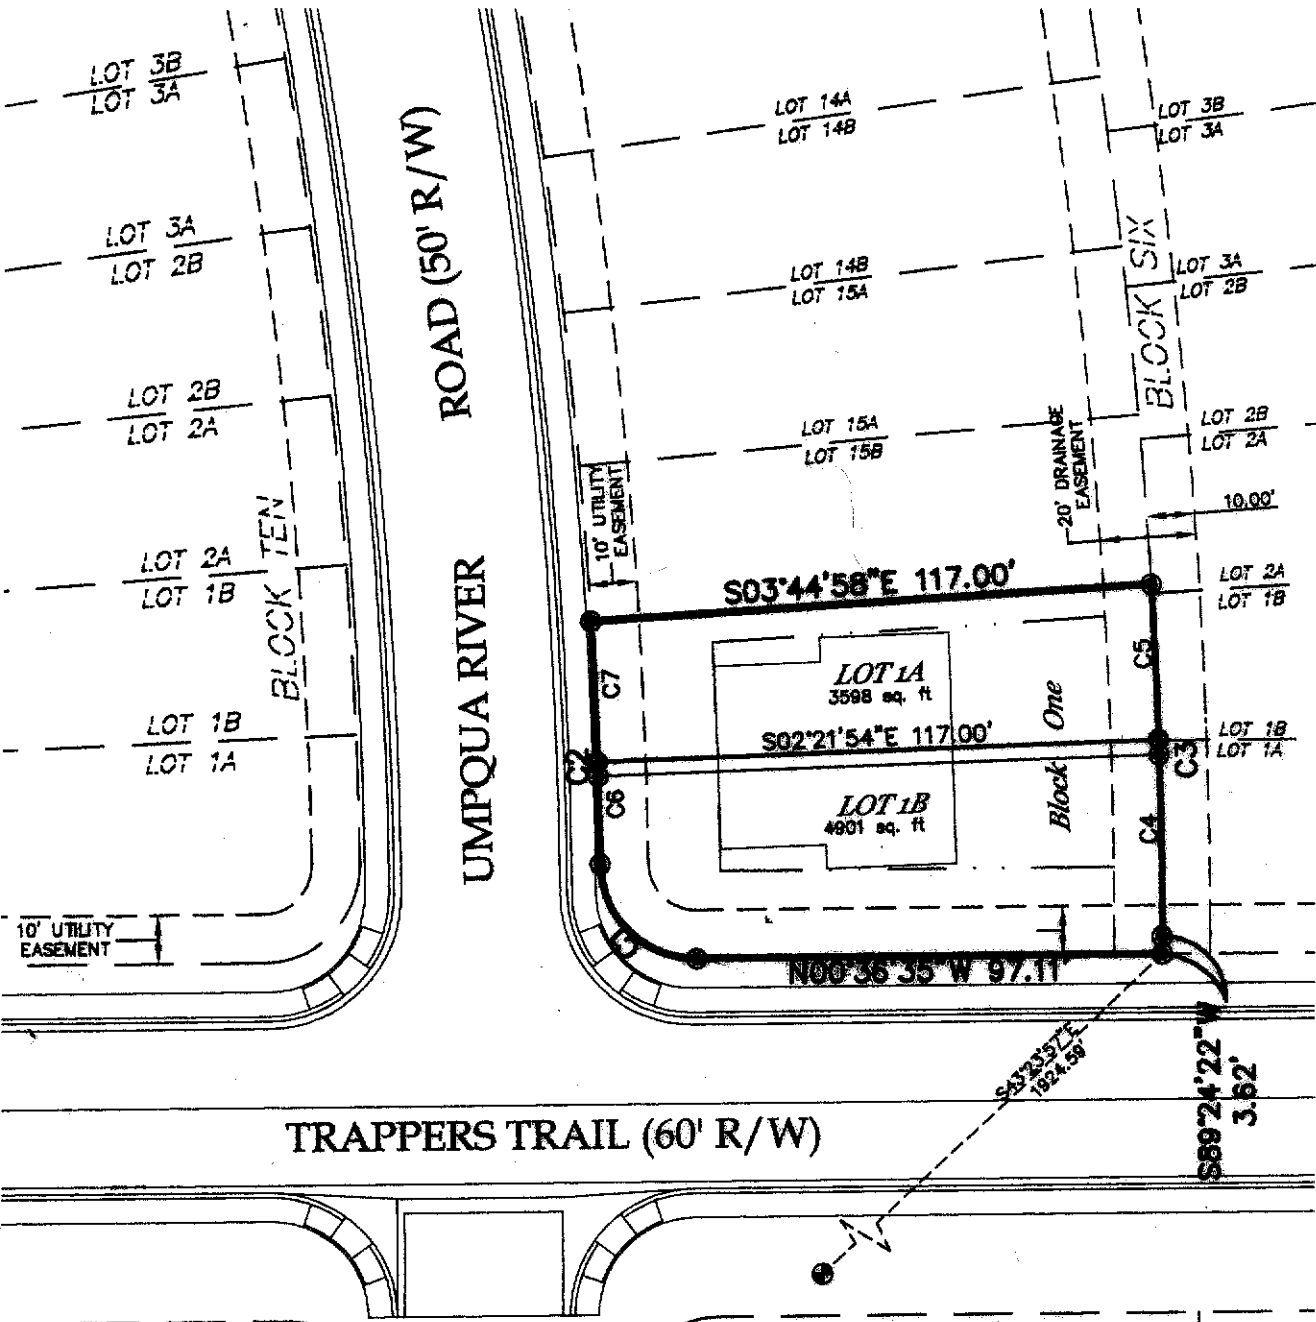 LOT 3B
LOT 3A
LOT 3A
LOT 2B
LOT 2B
LOT 2A
LOT 2A
LOT 1B
LOT 1B
LOT 1A
BLOCK TEN
10' UTILITY
EASEMENT
UMPQUA RIVER ROAD (50' R/W)
LOT 14A
LOT 14B
LOT 14B
LOT 15A
LOT 15A
LOT 15B
10' UTILITY
EASEMENT
20' DRAINAGE
EASEMENT
BLOCK SIX
LOT 3B
LOT 3A
LOT 3A
LOT 2B
LOT 2B
LOT 2A
10.00'
LOT 2A
LOT 1B
LOT 1B
LOT 1A
S03°44'58"E 117.00'
C7
C5
LOT 1A
3598 sq. ft
S02°21'54"E 117.00'
Block One
C2
C3
C6
C4
LOT 1B
4901 sq. ft
N00°36'35"W 97.11'
S43°23'57"E
1924.59'
S89°24'22"W
3.62'
TRAPPERS TRAIL (60' R/W)